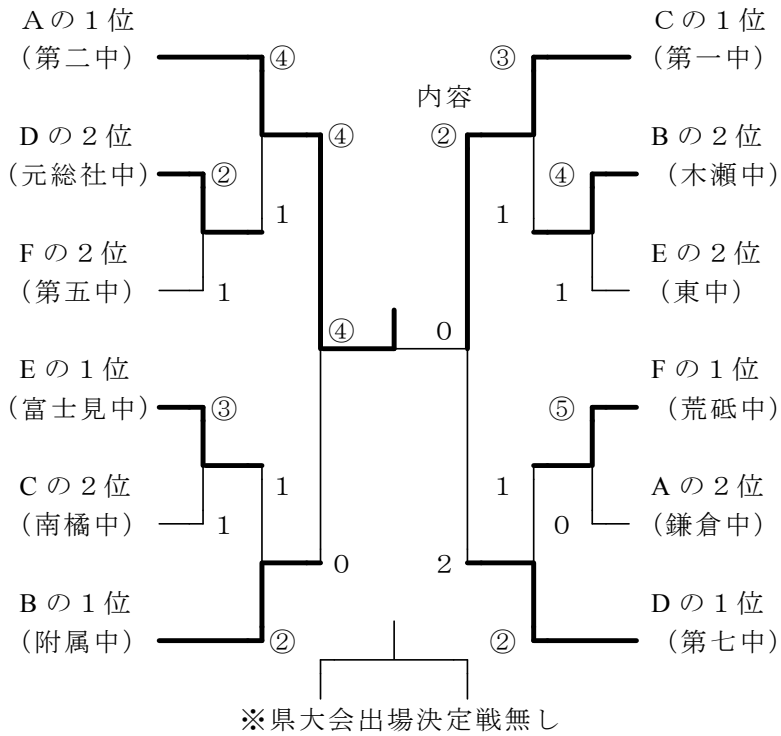 Aの1位
(第二中)
④
Dの2位
(元総社中)
②
1
Fの2位
(第五中)
1
④
④
Eの1位
(富士見中)
③
1
Cの2位
(南橘中)
1
0
Bの1位
(附属中)
②
Cの1位
(第一中)
③
内容
②
Bの2位
(木瀬中)
④
1
Eの2位
(東中)
1
0
Fの1位
(荒砥中)
⑤
1
Aの2位
(鎌倉中)
0
2
Dの1位
(第七中)
②
※県大会出場決定戦無し